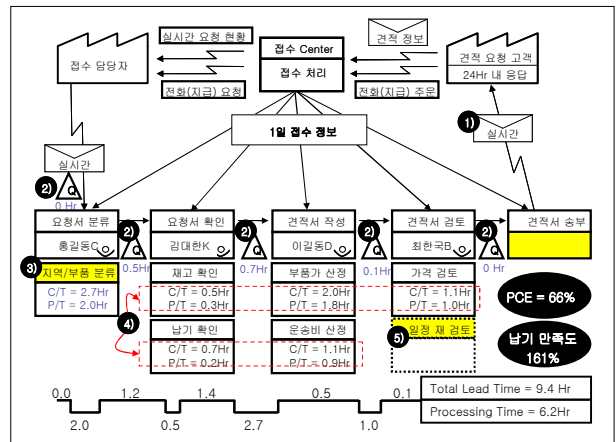 실시간 요청 현황
접수 Center
견적 정보
접수 담당자
접수 처리
견적 요청 고객
24Hr 내 응답
전화(지급) 요청
전화(지급) 주문
1일 접수 정보
1)
실시간
실시간
2)
Q
0 Hr
요청서 분류
요청서 확인
견적서 작성
견적서 검토
견적서 송부
홍길동C
2)
Q
김대한K
2)
Q
이길동D
2)
Q
최한국B
2)
Q
0.5Hr
0.7Hr
0.1Hr
0 Hr
3)
지역/부품 분류
재고 확인
부품가 산정
가격 검토
C/T = 2.7Hr
P/T = 2.0Hr
C/T = 0.5Hr
P/T = 0.3Hr
C/T = 2.0Hr
P/T = 1.8Hr
C/T = 1.1Hr
P/T = 1.0Hr
PCE = 66%
4)
납기 확인
운송비 산정
5)
일정 재 검토
C/T = 0.7Hr
P/T = 0.2Hr
C/T = 1.1Hr
P/T = 0.9Hr
납기 만족도
161%
0.0
1.2
1.4
0.5
0.1
2.0
0.5
2.7
1.0
Total Lead Time = 9.4 Hr
Processing Time = 6.2Hr